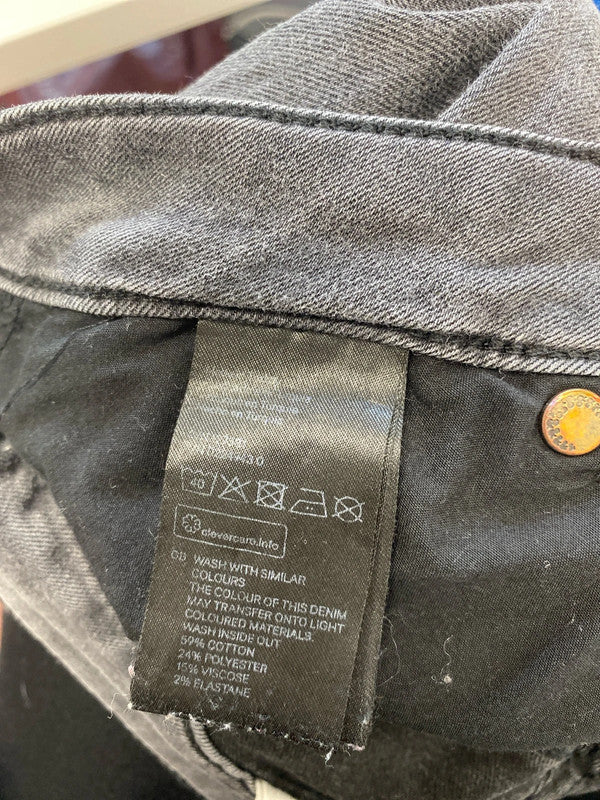 40
clevercare.info
GB WASH WITH SIMILAR
COLOURS
THE COLOUR OF THIS DENIM
MAY TRANSFER ONTO LIGHT
COLOURED MATERIALS.
WASH INSIDE OUT
59% COTTON
24% POLYESTER
15% VISCOSE
2% ELASTANE